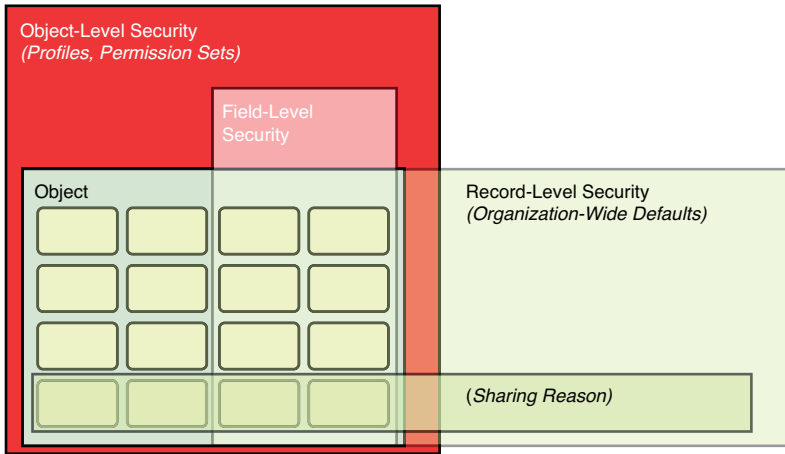 Object-Level Security
(Profiles, Permission Sets)
Field-Level
Security
Object
Record-Level Security
(Organization-Wide Defaults)
(Sharing Reason)